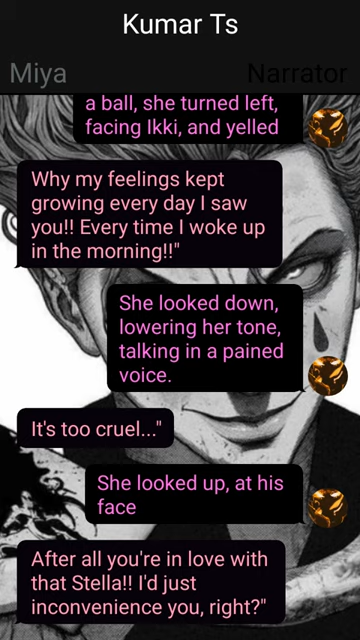 Kumar Ts
Miya
Narrator
a ball, she turned left,
facing Ikki, and yelled
Why my feelings kept
growing every day I saw
you!! Every time I woke up
in the morning!!"
She looked down,
lowering her tone,
talking in a pained
voice.
It's too cruel..."
She looked up, at his
face
After all you're in love with
that Stella!! I'd just
inconvenience you, right?"